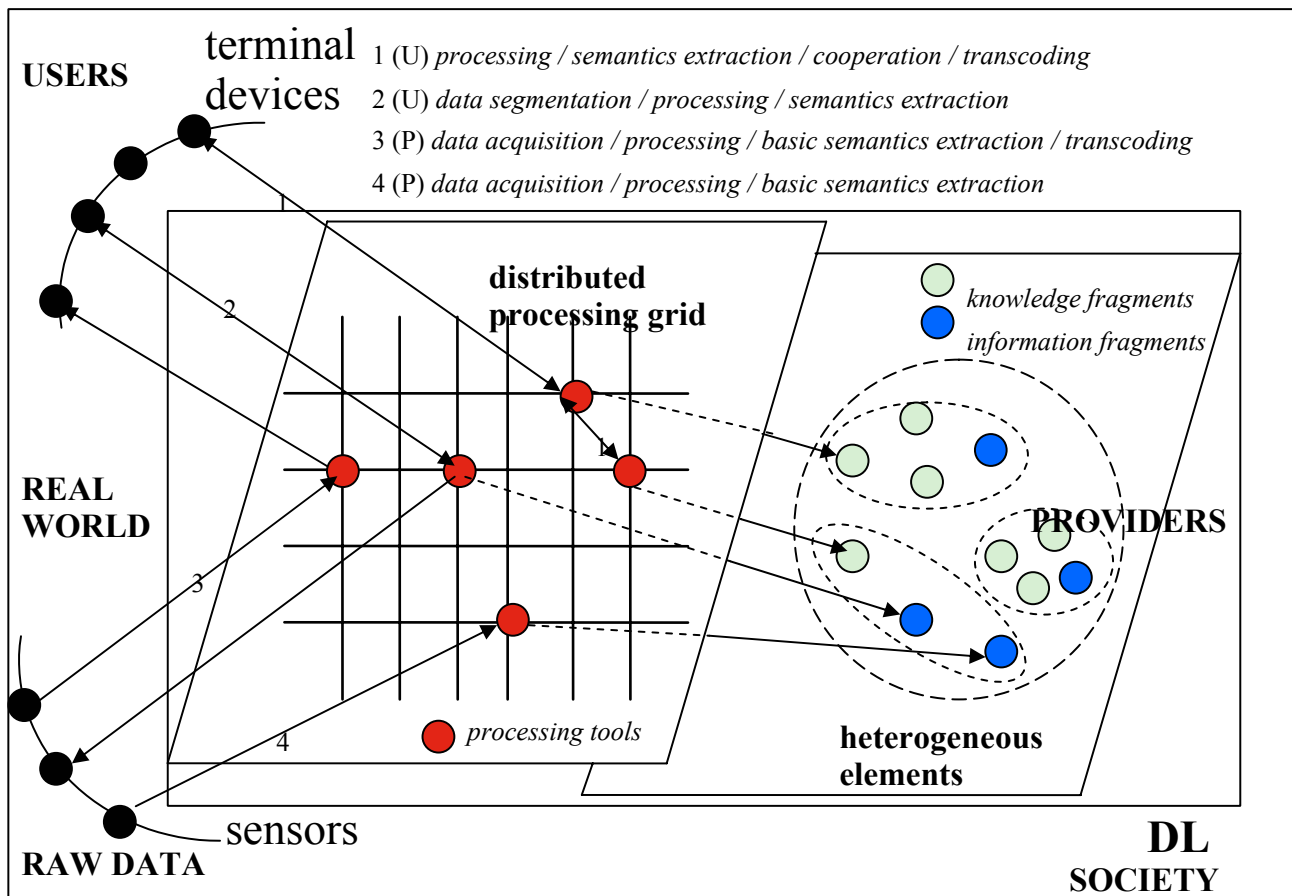 terminal
devices
USERS
1 (U) processing / semantics extraction / cooperation / transcoding
2 (U) data segmentation / processing / semantics extraction
3 (P) data acquisition / processing / basic semantics extraction / transcoding
4 (P) data acquisition / processing / basic semantics extraction
1
distributed
processing grid
knowledge fragments
information fragments
2
1
REAL
WORLD
PROVIDERS
3
4
processing tools
heterogeneous
elements
sensors
RAW DATA
DL
SOCIETY